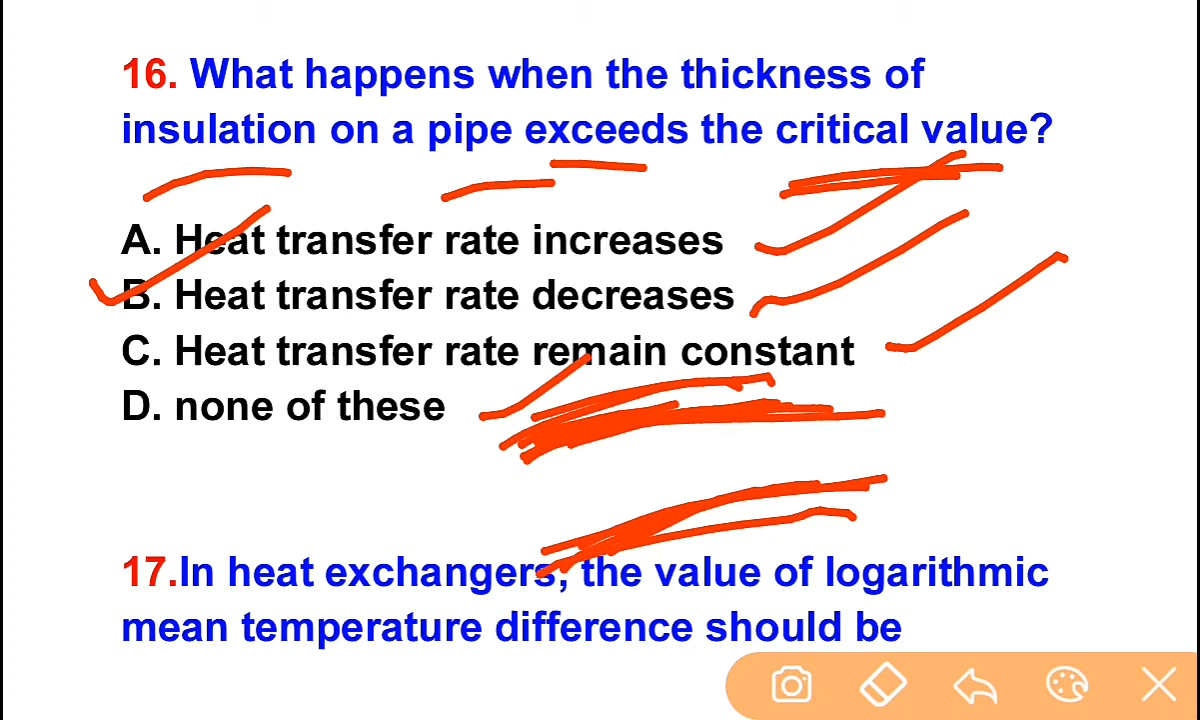 16. What happens when the thickness of
insulation on a pipe exceeds the critical value?
A. Heat transfer rate increases
B. Heat transfer rate decreases
C. Heat transfer rate remain constant
D. none of these
17.In heat exchangers, the value of logarithmic
mean temperature difference should be